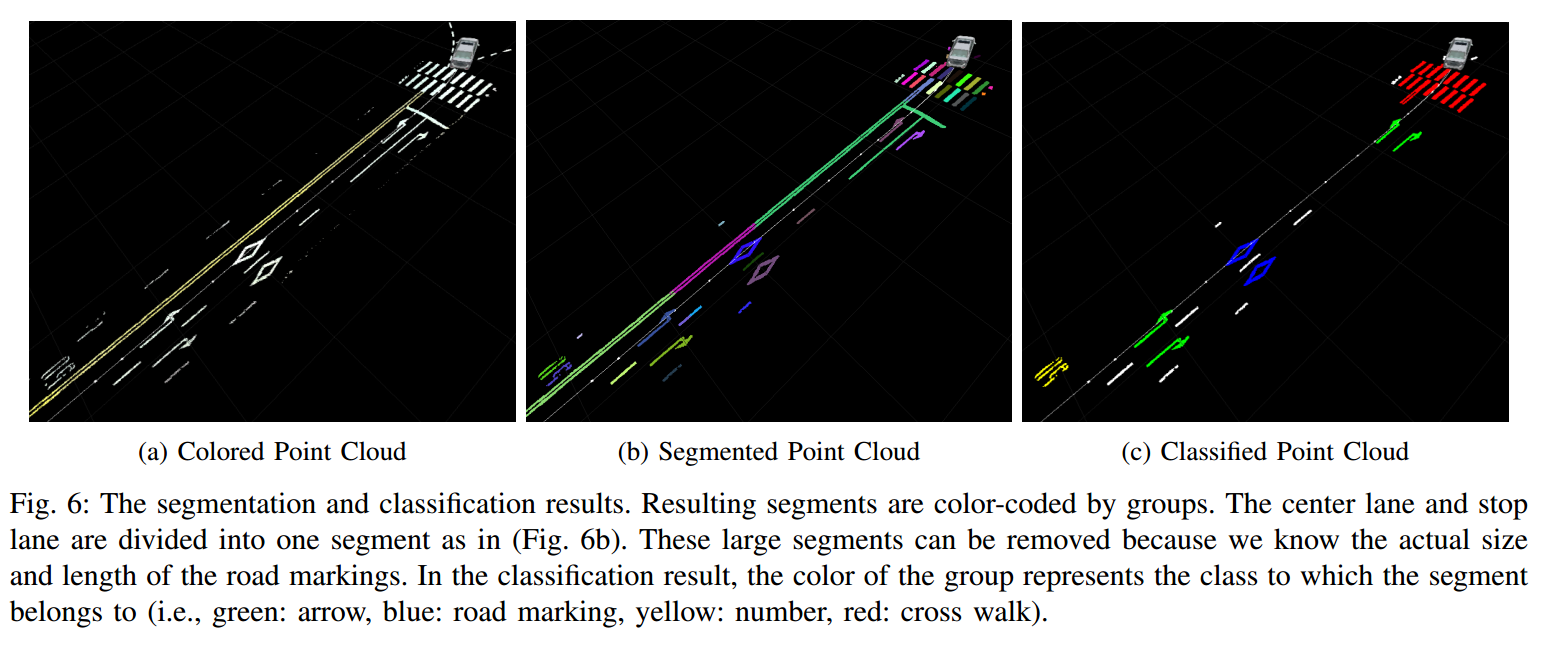 (a) Colored Point Cloud
(b) Segmented Point Cloud
(c) Classified Point Cloud
Fig. 6: The segmentation and classification results. Resulting segments are color-coded by groups. The center lane and stop
lane are divided into one segment as in (Fig. 6b). These large segments can be removed because we know the actual size
and length of the road markings. In the classification result, the color of the group represents the class to which the segment
belongs to (i.e., green: arrow, blue: road marking, yellow: number, red: cross walk).